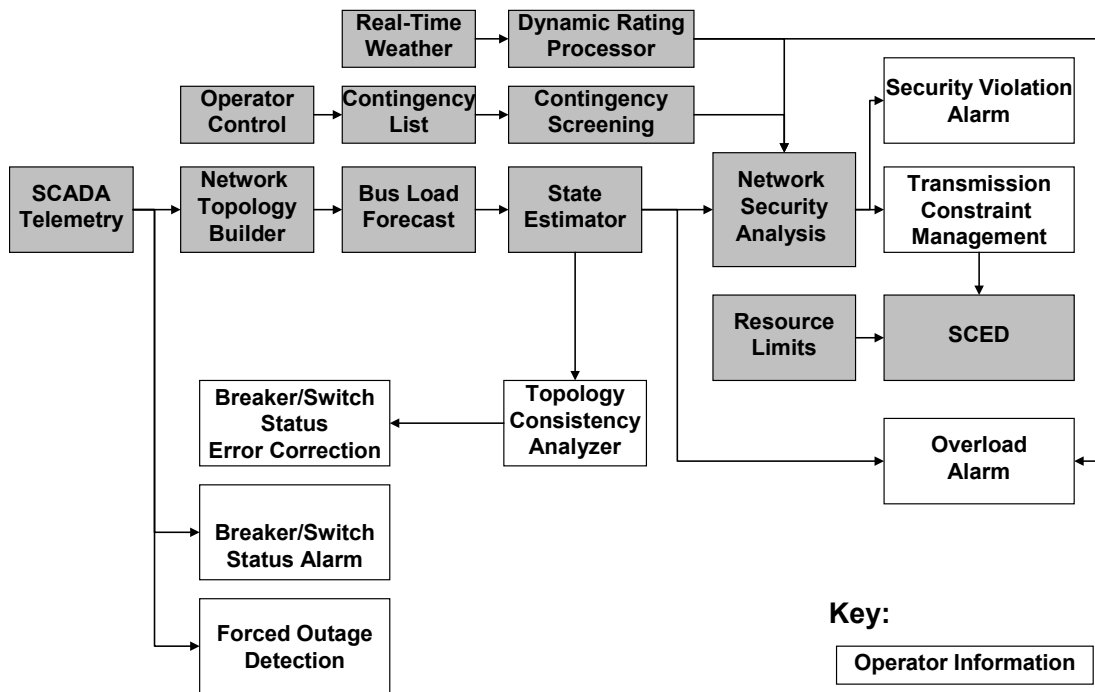 Real-Time
Weather
Dynamic Rating
Processor
Operator
Control
Contingency
List
Contingency
Screening
Security Violation
Alarm
SCADA
Telemetry
Network
Topology
Builder
Bus Load
Forecast
State
Estimator
Network
Security
Analysis
Transmission
Constraint
Management
Resource
Limits
SCED
Breaker/Switch
Status
Error Correction
Topology
Consistency
Analyzer
Overload
Alarm
Breaker/Switch
Status Alarm
Forced Outage
Detection
Key:
Operator Information